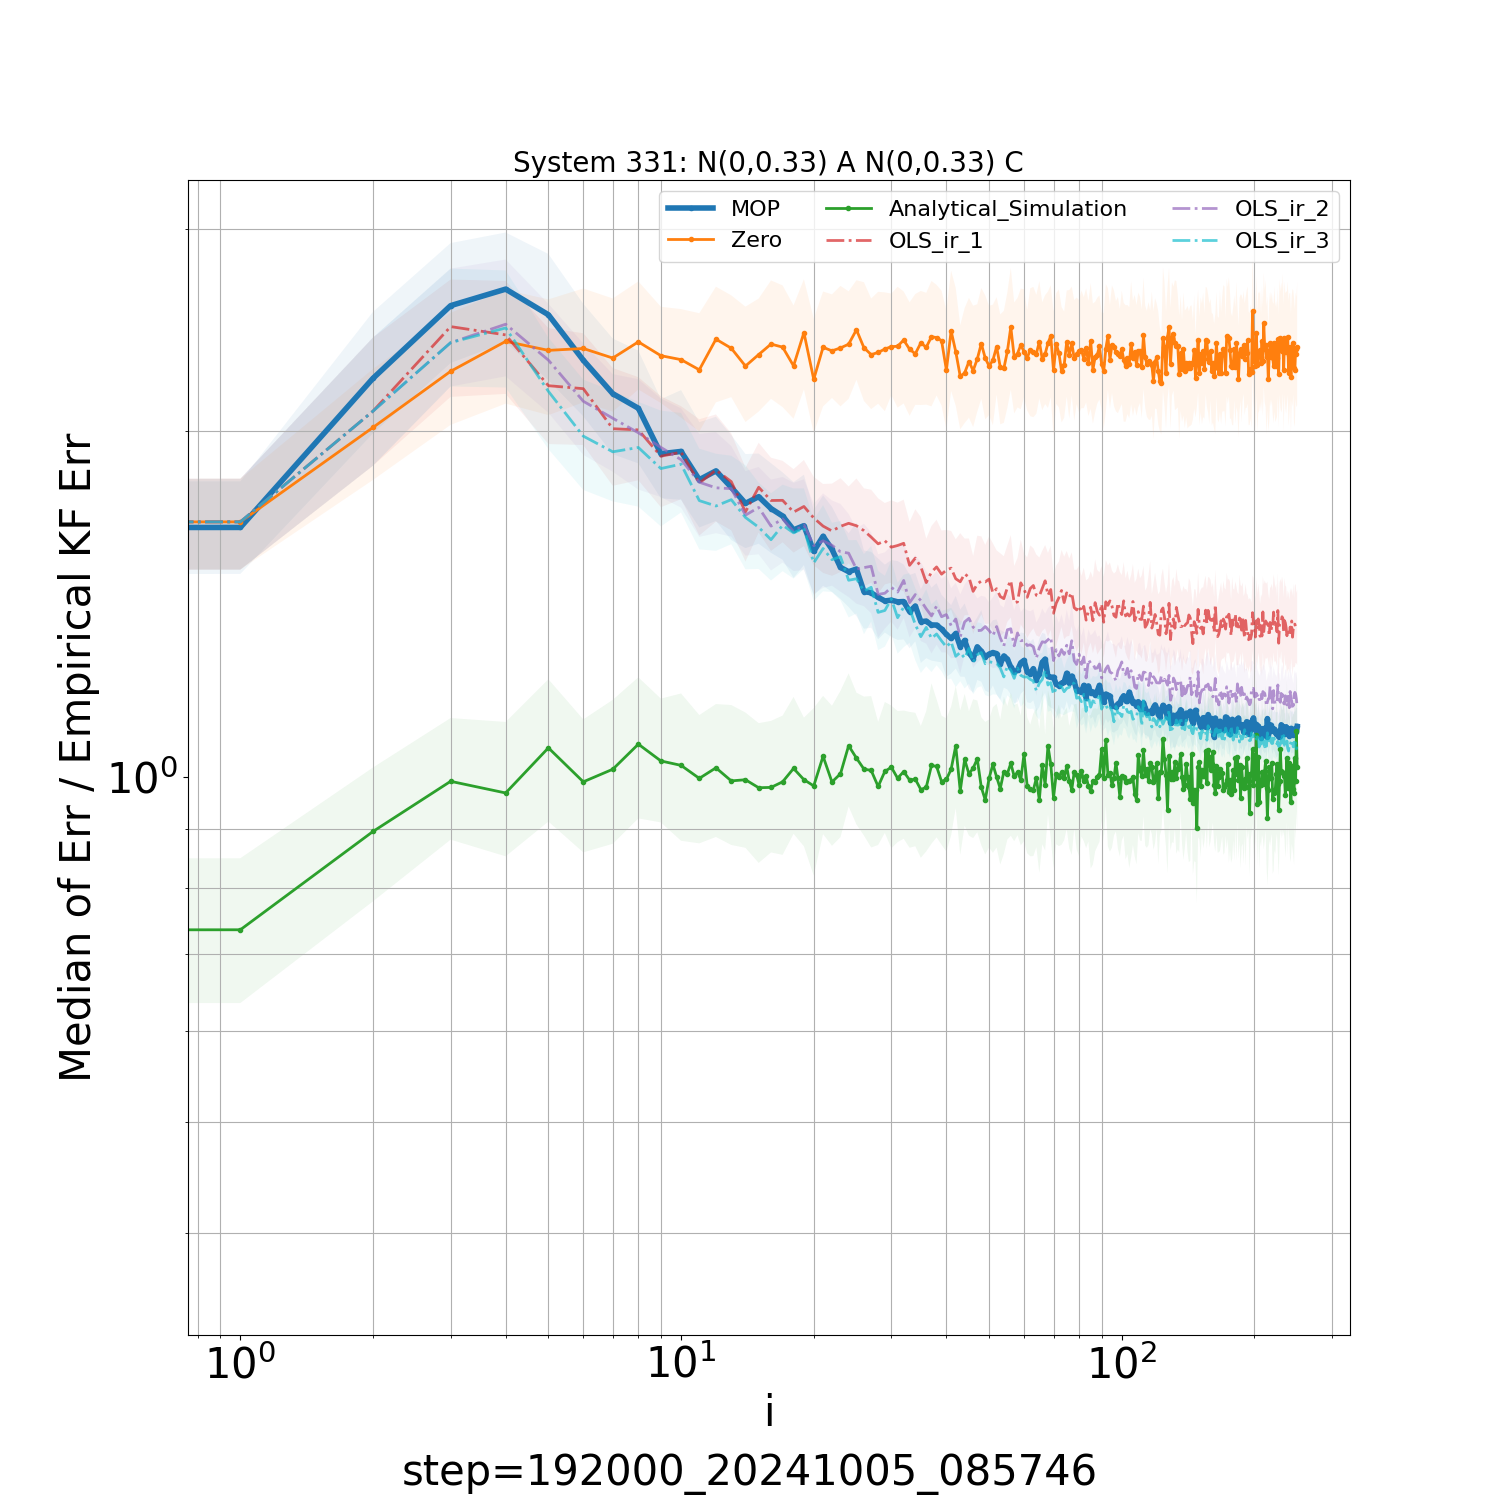 System 331: N(0,0.33) A N(0,0.33) C
MOP
Zero
Analytical_Simulation
OLS_ir_1
OLS_ir_2
OLS_ir_3
Median of Err / Empirical KF Err
10⁰
10⁰ 10¹ 10²
i
step=192000_20241005_085746